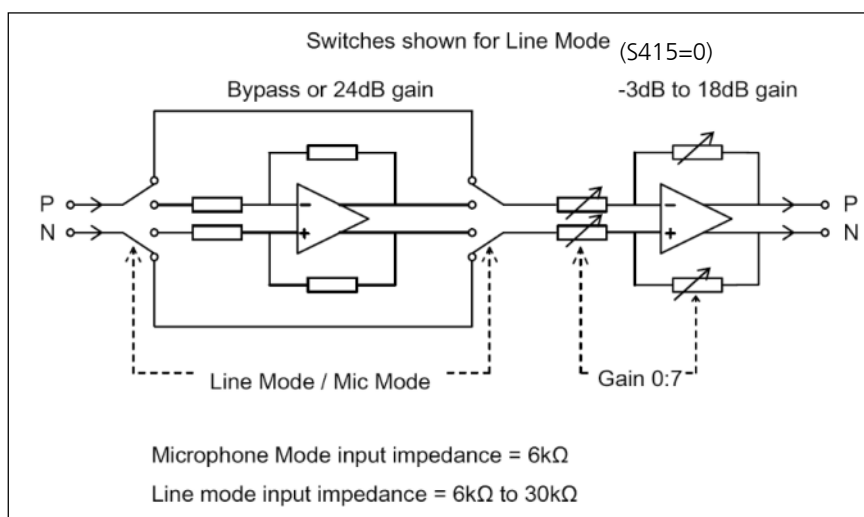 Switches shown for Line Mode (S415=0)
Bypass or 24dB gain
-3dB to 18dB gain
P
N
−
+
−
+
P
N
Line Mode / Mic Mode
Gain 0:7
Microphone Mode input impedance = 6kΩ
Line mode input impedance = 6kΩ to 30kΩ